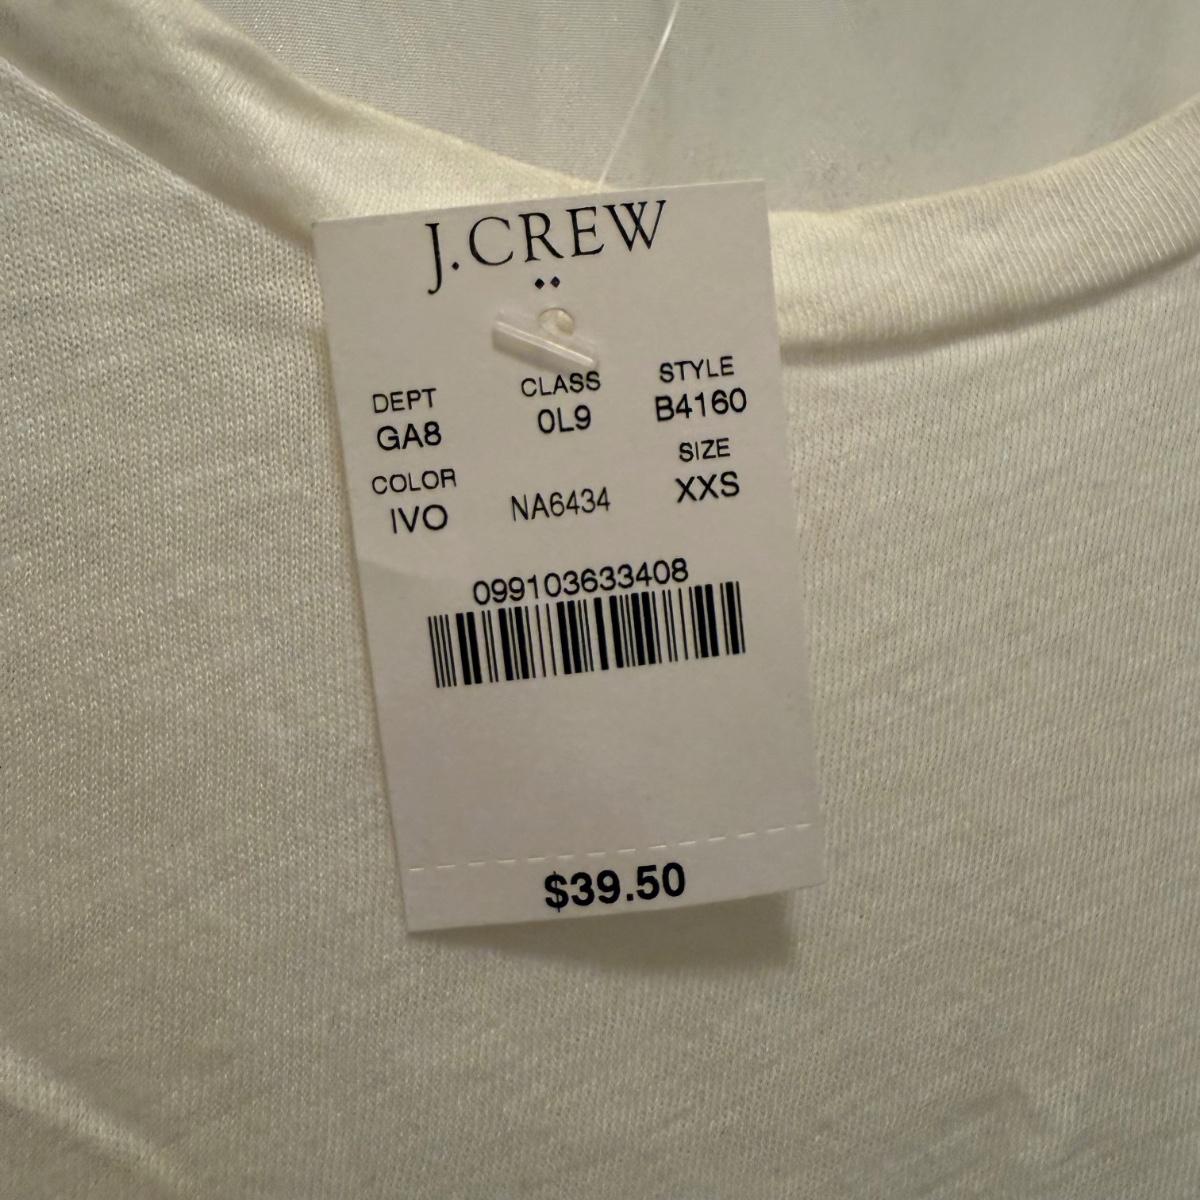 J.CREW
DEPT CLASS STYLE
GA8 0L9 B4160
COLOR SIZE
IVO NA6434 XXS
099103633408
$39.50